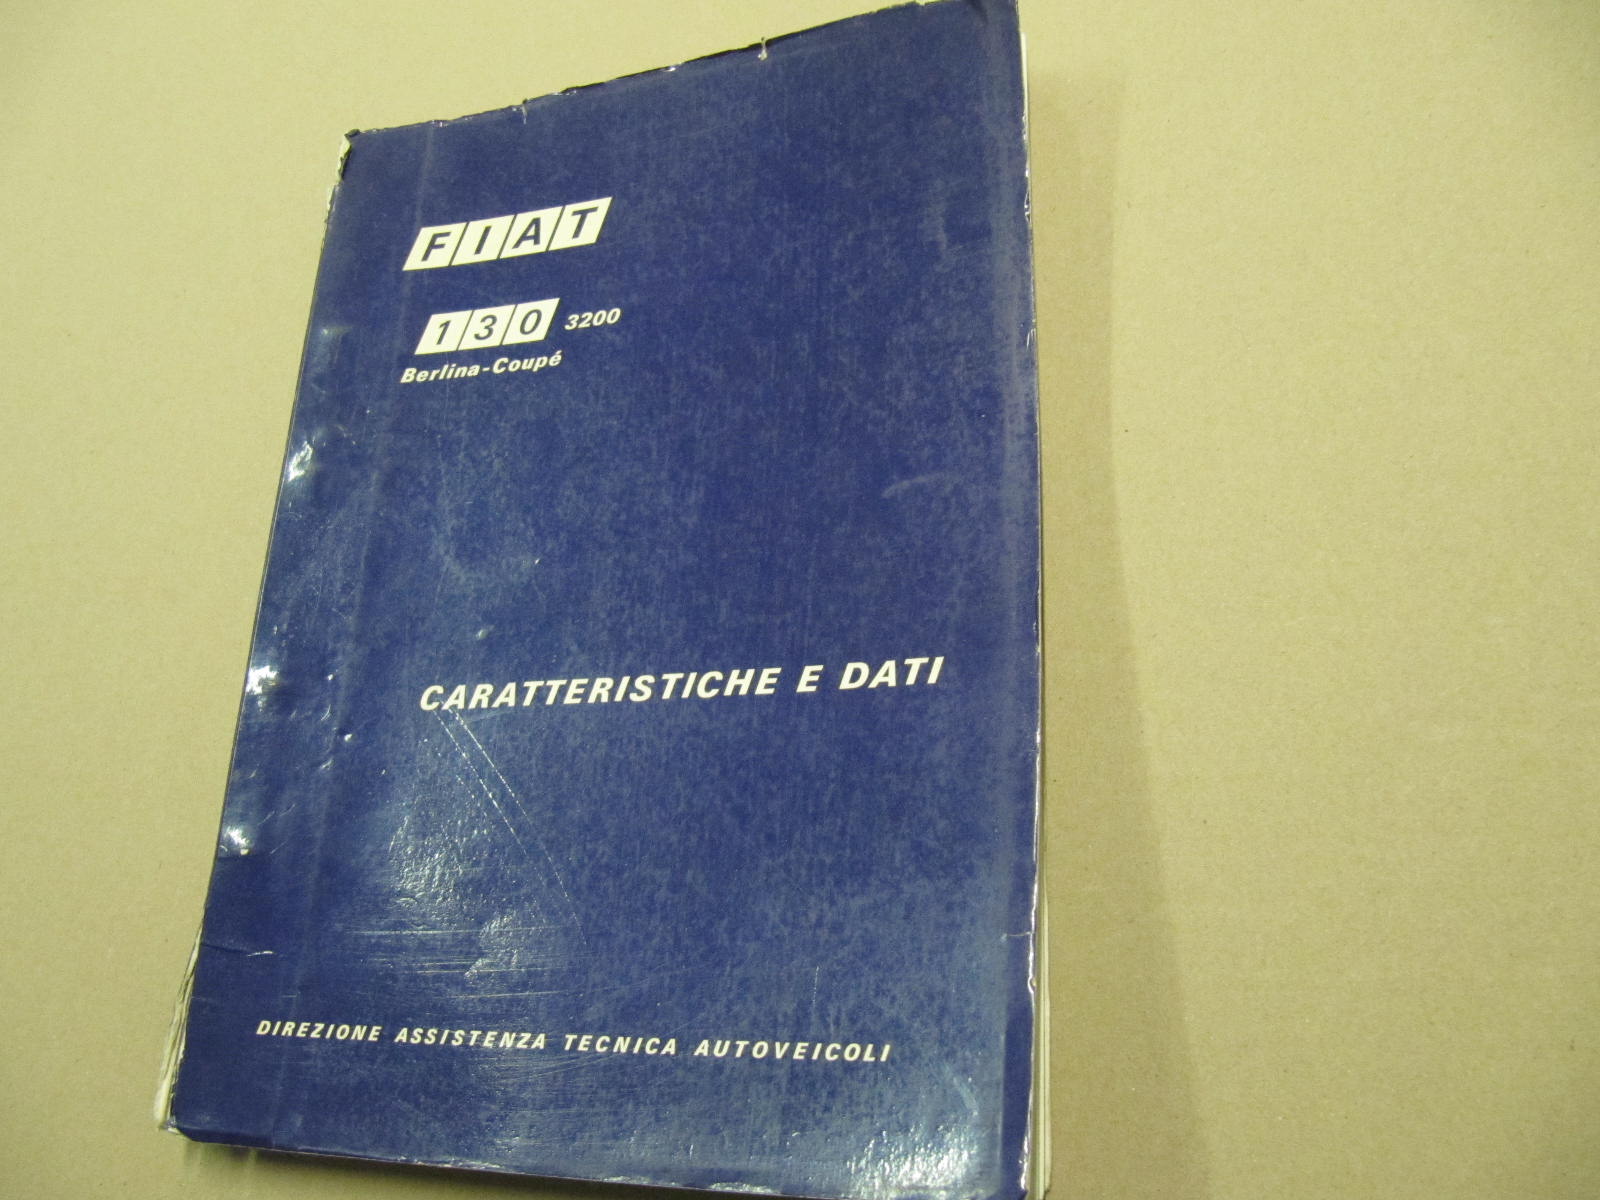 FIAT
130 3200
Berlina-Coupé
CARATTERISTICHE E DATI
DIREZIONE ASSISTENZA TECNICA AUTOVEICOLI